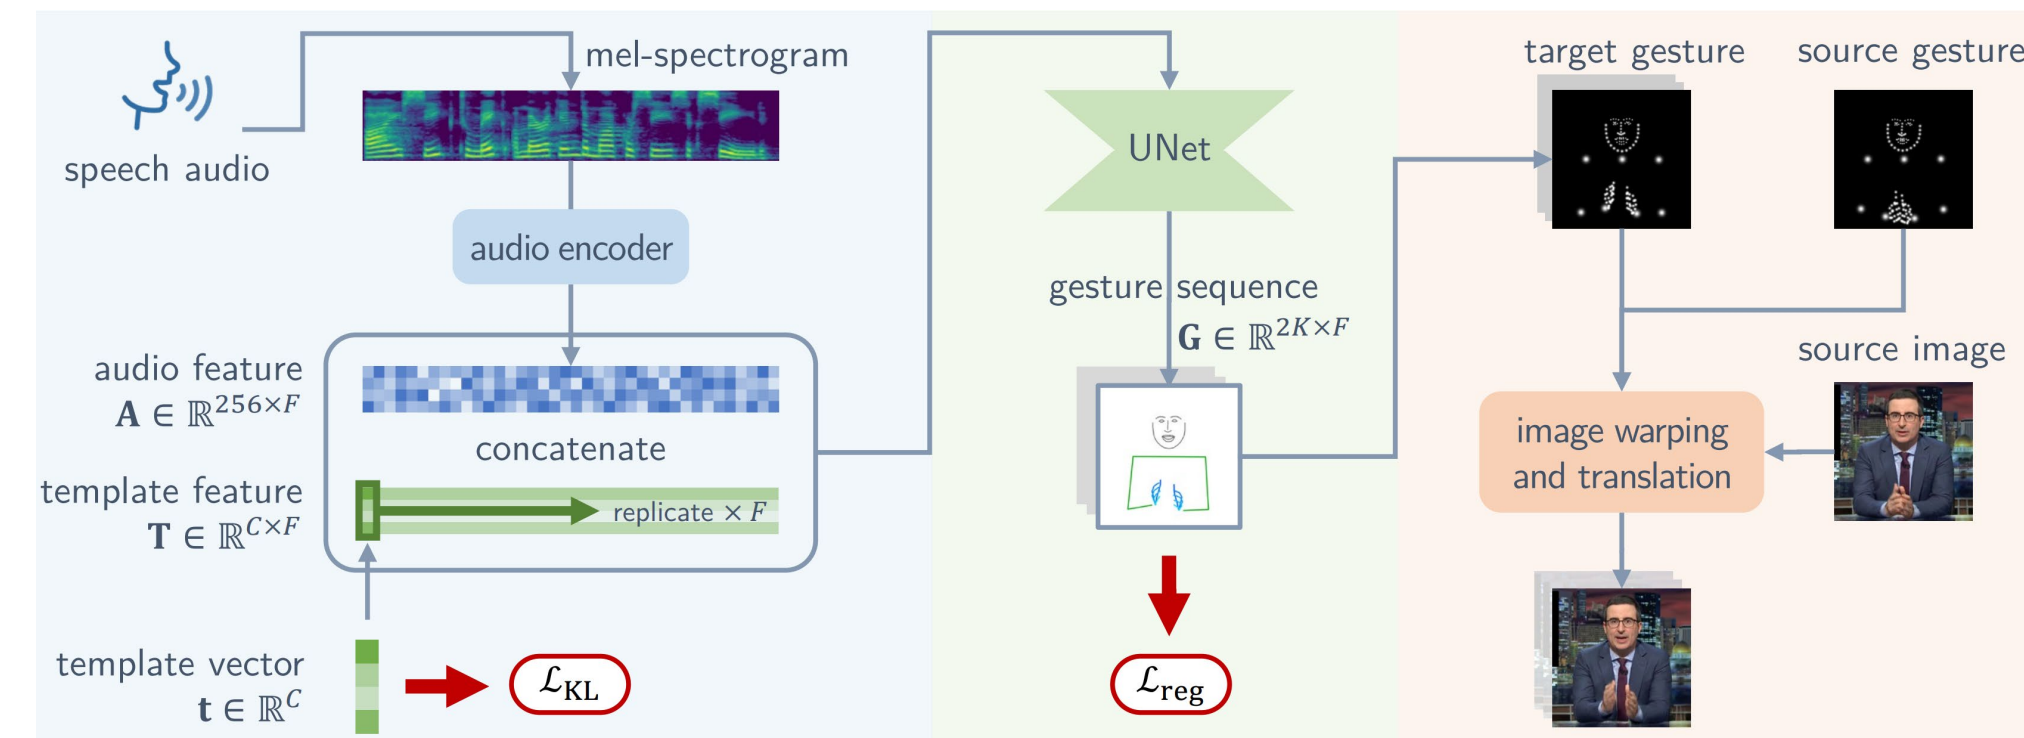 speech audio
mel-spectrogram
audio encoder
audio feature
A ∈ ℝ^{256×F}
concatenate
template feature
T ∈ ℝ^{C×F}
replicate × F
template vector
t ∈ ℝ^C
ℒ_KL
UNet
gesture sequence
G ∈ ℝ^{2K×F}
ℒ_reg
target gesture
source gesture
source image
image warping
and translation